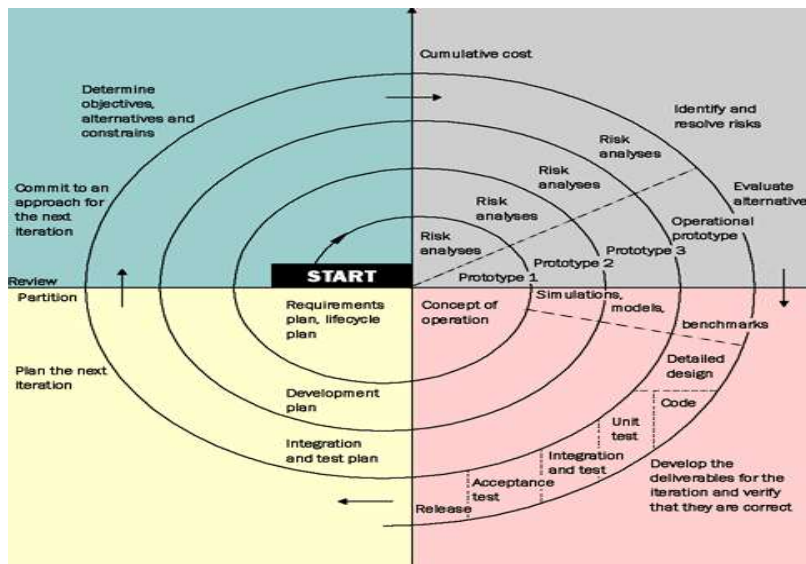 Cumulative cost
Determine
objectives,
alternatives and
constrains
Identify and
resolve risks
Risk
analyses
Risk
analyses
Risk
analyses
Risk
analyses
Commit to an
approach for
the next
iteration
Evaluate
alternative
Operational
prototype
Prototype 3
Prototype 2
Prototype 1
START
Review
Partition
Requirements
plan, lifecycle
plan
Concept of
operation
Simulations,
models,
benchmarks
Plan the next
iteration
Detailed
design
Development
plan
Code
Unit
test
Integration
and test plan
Integration
and test
Acceptance
test
Release
Develop the
deliverables for the
iteration and verify
that they are correct